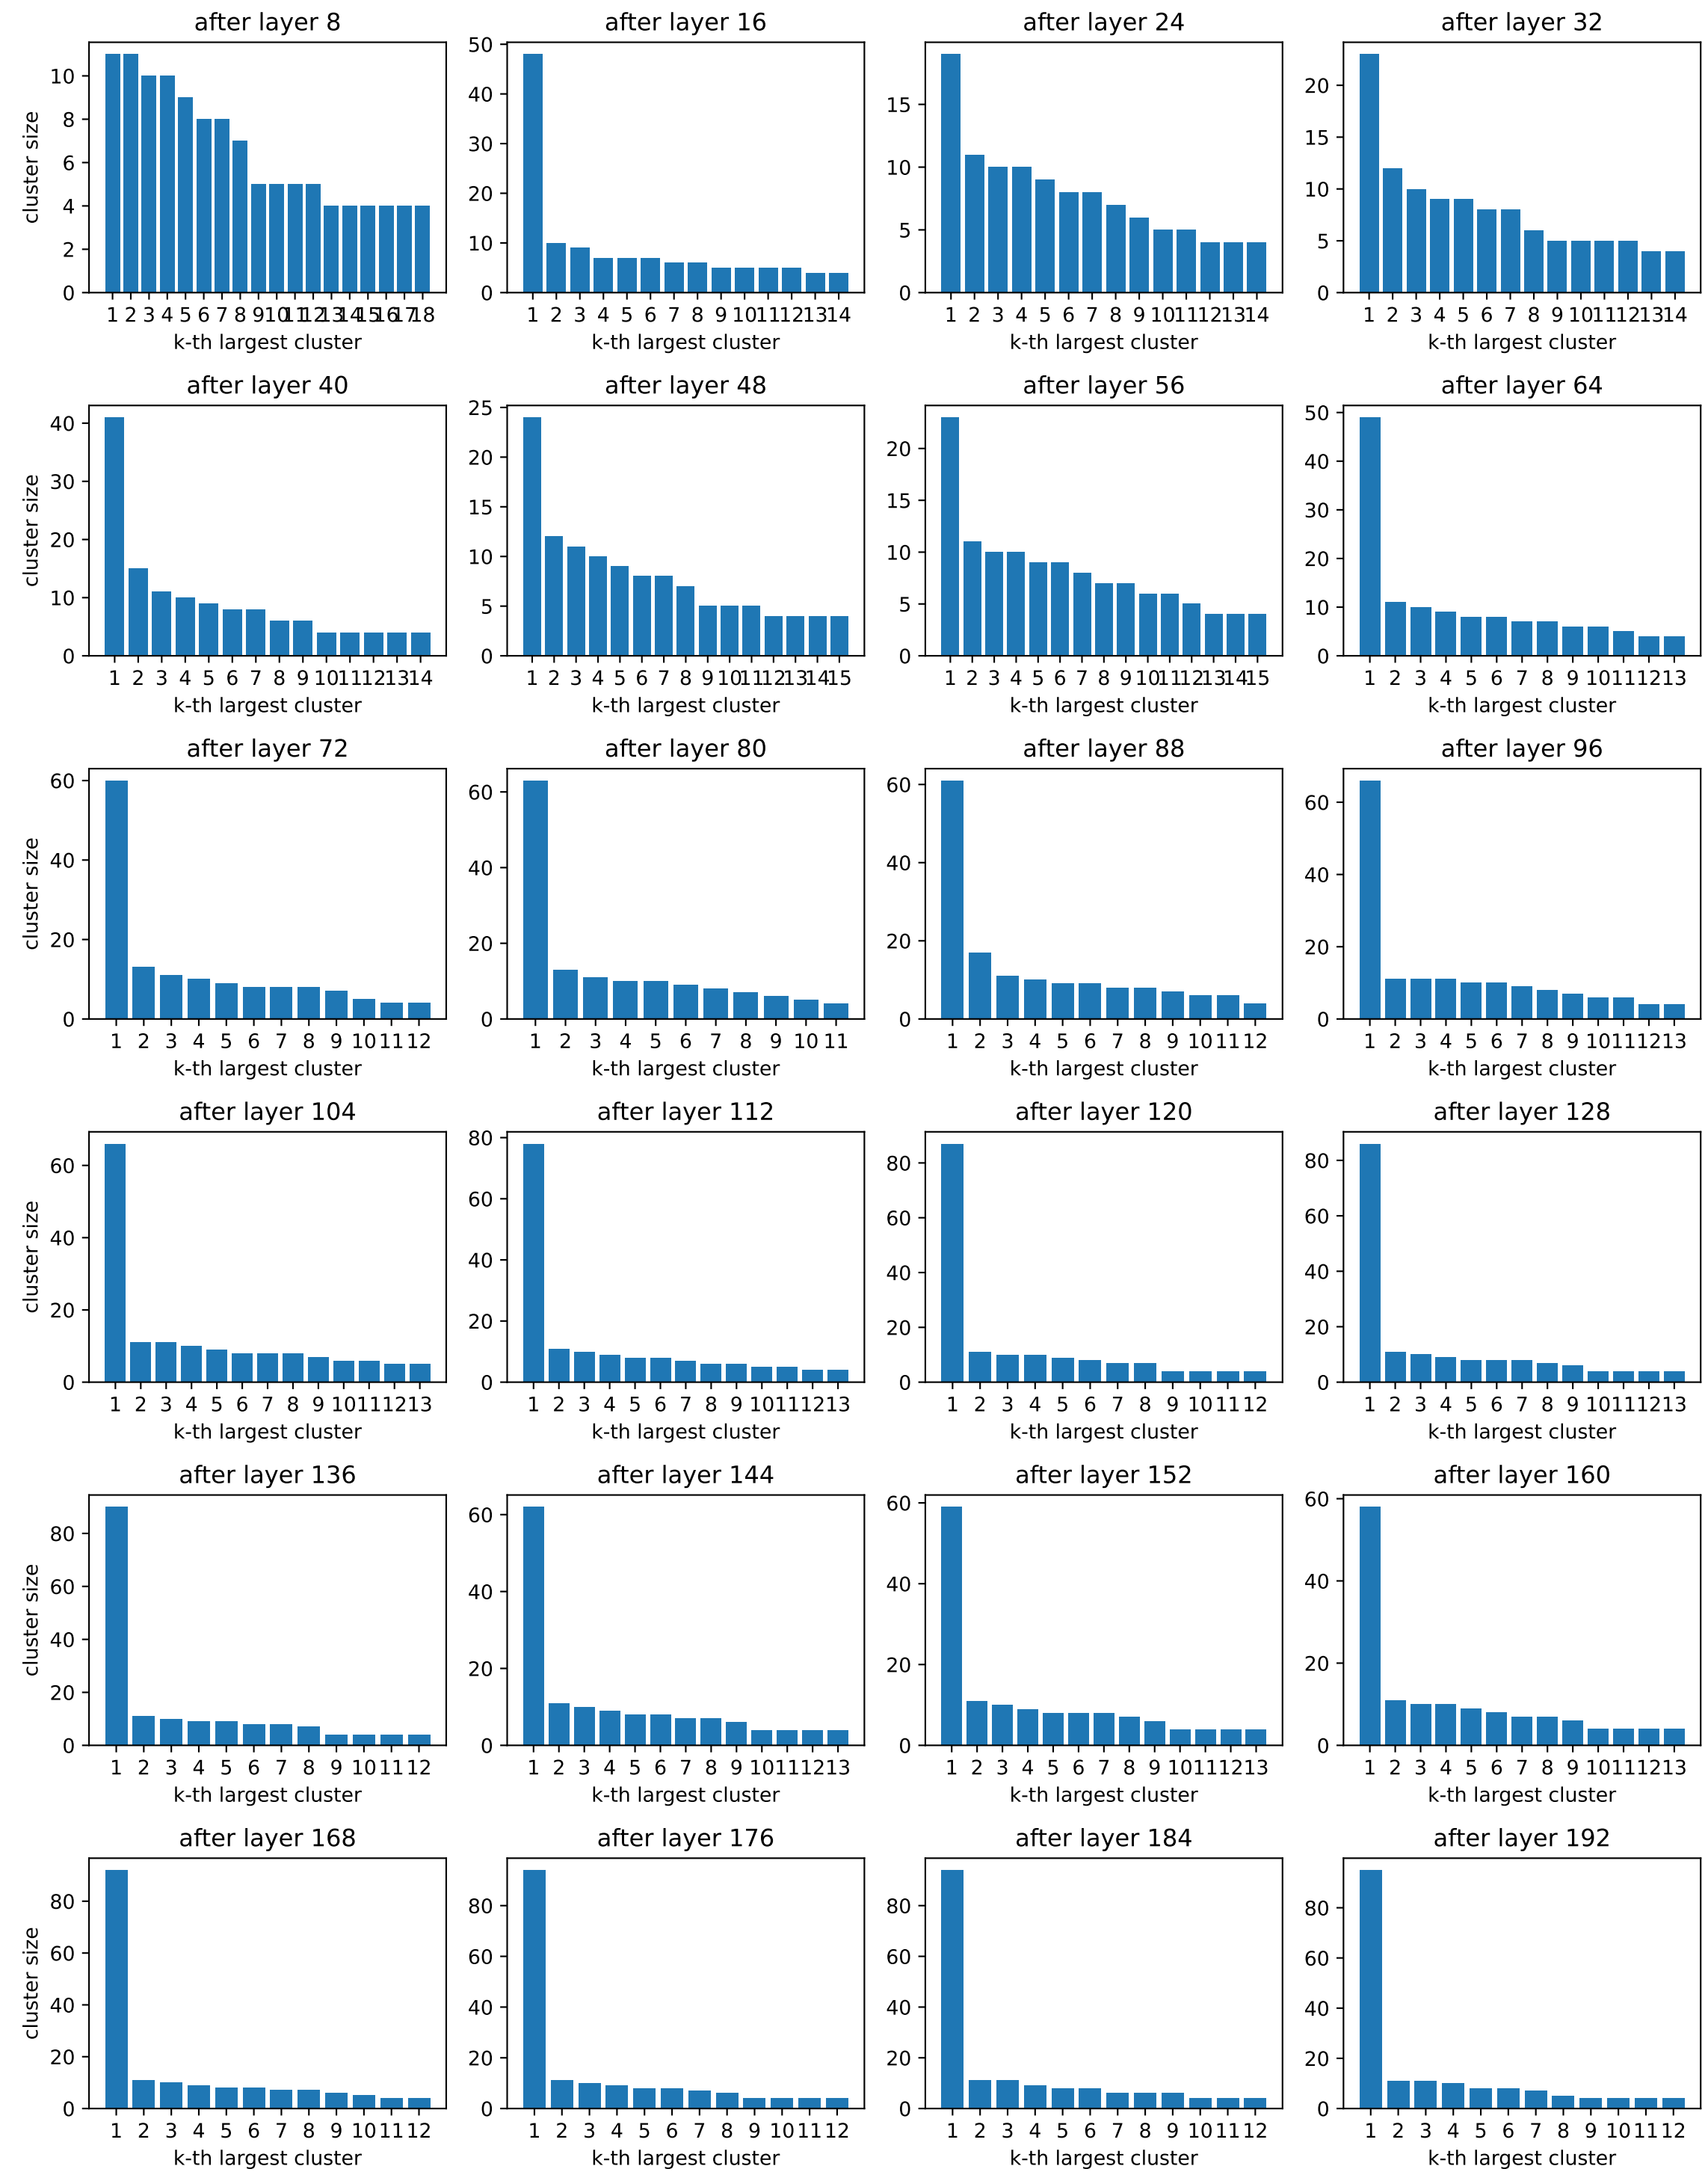 after layer 8
cluster size
10
8
6
4
2
0
1 2 3 4 5 6 7 8 9 10 11 12 13 14 15 16 17 18
k-th largest cluster
after layer 16
50
40
30
20
10
0
1 2 3 4 5 6 7 8 9 10 11 12 13 14
k-th largest cluster
after layer 24
15
10
5
0
1 2 3 4 5 6 7 8 9 10 11 12 13 14
k-th largest cluster
after layer 32
20
15
10
5
0
1 2 3 4 5 6 7 8 9 10 11 12 13 14
k-th largest cluster
after layer 40
cluster size
40
30
20
10
0
1 2 3 4 5 6 7 8 9 10 11 12 13 14
k-th largest cluster
after layer 48
25
20
15
10
5
0
1 2 3 4 5 6 7 8 9 10 11 12 13 14 15
k-th largest cluster
after layer 56
20
15
10
5
0
1 2 3 4 5 6 7 8 9 10 11 12 13 14 15
k-th largest cluster
after layer 64
50
40
30
20
10
0
1 2 3 4 5 6 7 8 9 10 11 12 13
k-th largest cluster
after layer 72
cluster size
60
40
20
0
1 2 3 4 5 6 7 8 9 10 11 12
k-th largest cluster
after layer 80
60
40
20
0
1 2 3 4 5 6 7 8 9 10 11
k-th largest cluster
after layer 88
60
40
20
0
1 2 3 4 5 6 7 8 9 10 11 12
k-th largest cluster
after layer 96
60
40
20
0
1 2 3 4 5 6 7 8 9 10 11 12 13
k-th largest cluster
after layer 104
cluster size
60
40
20
0
1 2 3 4 5 6 7 8 9 10 11 12 13
k-th largest cluster
after layer 112
80
60
40
20
0
1 2 3 4 5 6 7 8 9 10 11 12 13
k-th largest cluster
after layer 120
80
60
40
20
0
1 2 3 4 5 6 7 8 9 10 11 12
k-th largest cluster
after layer 128
80
60
40
20
0
1 2 3 4 5 6 7 8 9 10 11 12 13
k-th largest cluster
after layer 136
cluster size
80
60
40
20
0
1 2 3 4 5 6 7 8 9 10 11 12
k-th largest cluster
after layer 144
60
40
20
0
1 2 3 4 5 6 7 8 9 10 11 12 13
k-th largest cluster
after layer 152
60
40
20
0
1 2 3 4 5 6 7 8 9 10 11 12 13
k-th largest cluster
after layer 160
60
40
20
0
1 2 3 4 5 6 7 8 9 10 11 12 13
k-th largest cluster
after layer 168
cluster size
80
60
40
20
0
1 2 3 4 5 6 7 8 9 10 11 12
k-th largest cluster
after layer 176
80
60
40
20
0
1 2 3 4 5 6 7 8 9 10 11 12
k-th largest cluster
after layer 184
80
60
40
20
0
1 2 3 4 5 6 7 8 9 10 11 12
k-th largest cluster
after layer 192
80
60
40
20
0
1 2 3 4 5 6 7 8 9 10 11 12
k-th largest cluster